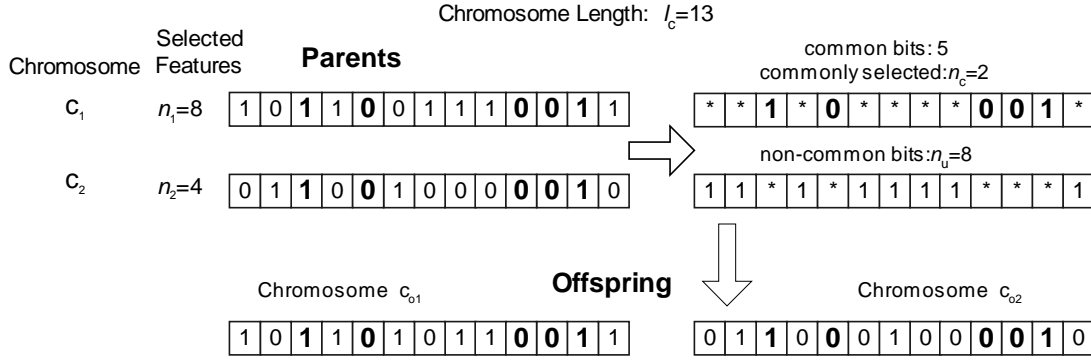 Chromosome Length: lc=13
Chromosome
Selected Features
Parents
common bits: 5
commonly selected:nc=2
c1 n1=8 1 0 1 1 0 0 1 1 1 0 0 1 1
* * 1 * 0 * * * * 0 0 1 *
non-common bits:nu=8
c2 n2=4 0 1 1 0 0 1 0 0 0 0 0 1 0
1 1 * 1 * 1 1 1 1 * * * 1
Offspring
Chromosome co1
Chromosome co2
1 0 1 1 0 1 0 1 1 0 0 1 1
0 1 1 0 0 0 1 0 0 0 0 1 0